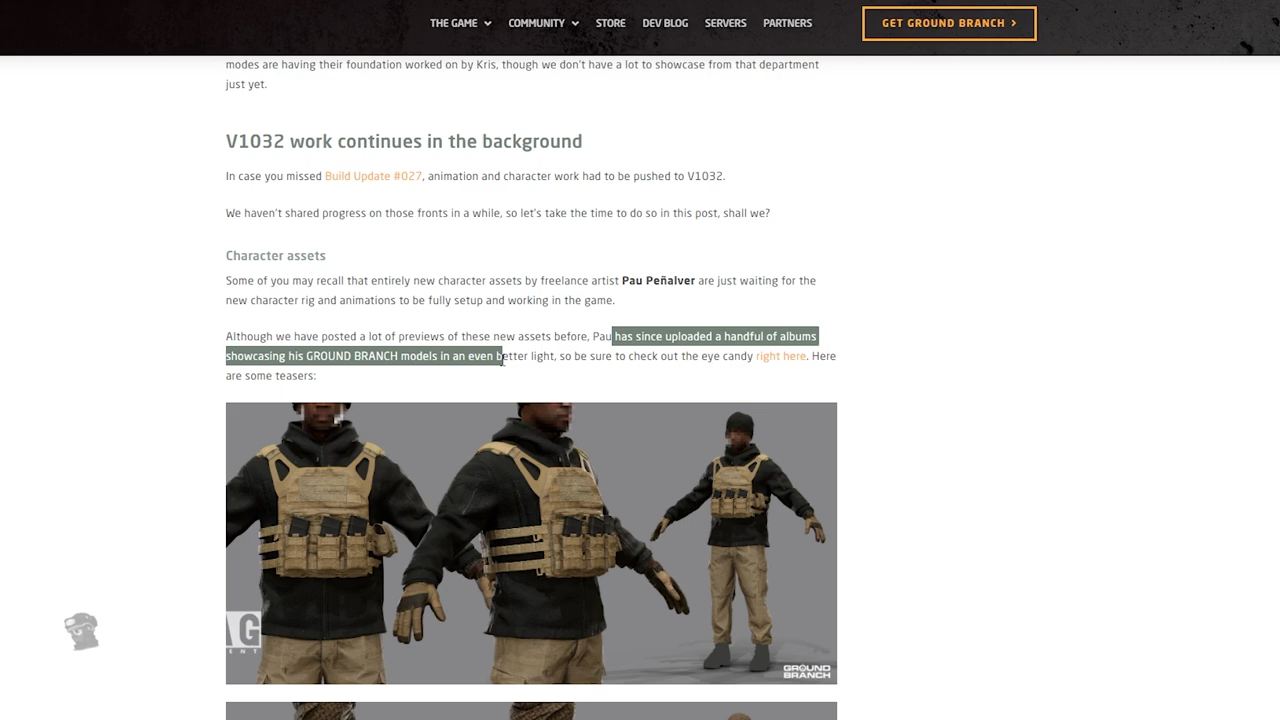 THE GAME COMMUNITY STORE DEV BLOG SERVERS PARTNERS GET GROUND BRANCH >
modes are having their foundation worked on by Kris, though we don't have a lot to showcase from that department
just yet.
V1032 work continues in the background
In case you missed Build Update #027, animation and character work had to be pushed to V1032.
We haven't shared progress on those fronts in a while, so let's take the time to do so in this post, shall we?
Character assets
Some of you may recall that entirely new character assets by freelance artist Pau Peñalver are just waiting for the
new character rig and animations to be fully setup and working in the game.
Although we have posted a lot of previews of these new assets before, Pau has since uploaded a handful of albums
showcasing his GROUND BRANCH models in an even better light, so be sure to check out the eye candy right here. Here
are some teasers:
AG
ENT
GROUND
BRANCH